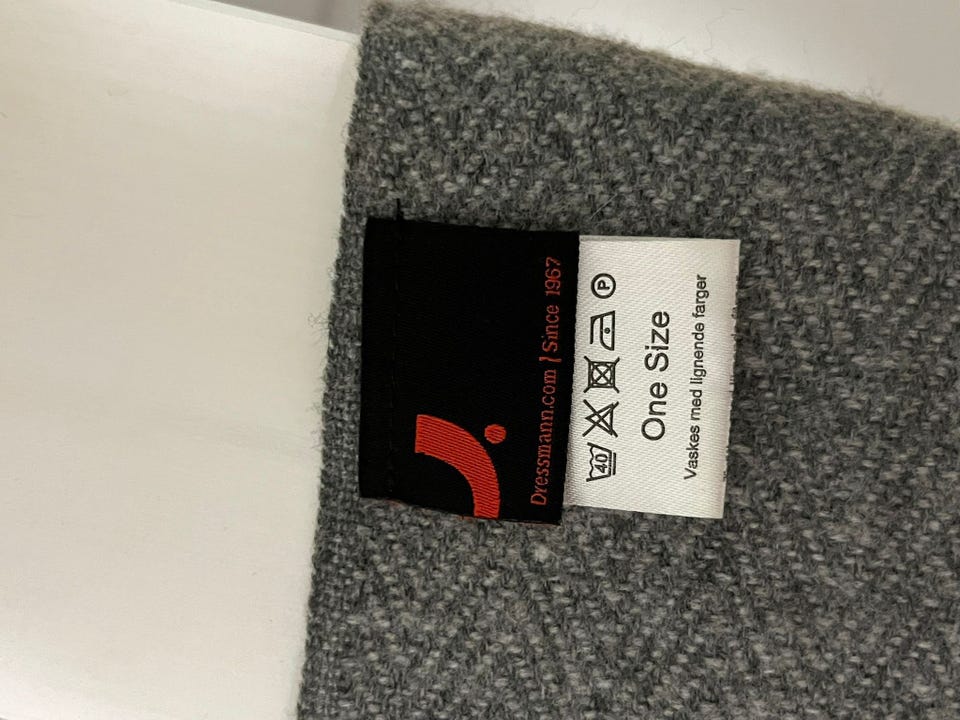 Dressmann.com | Since 1967
40 P
One Size
Vaskes med lignende farger